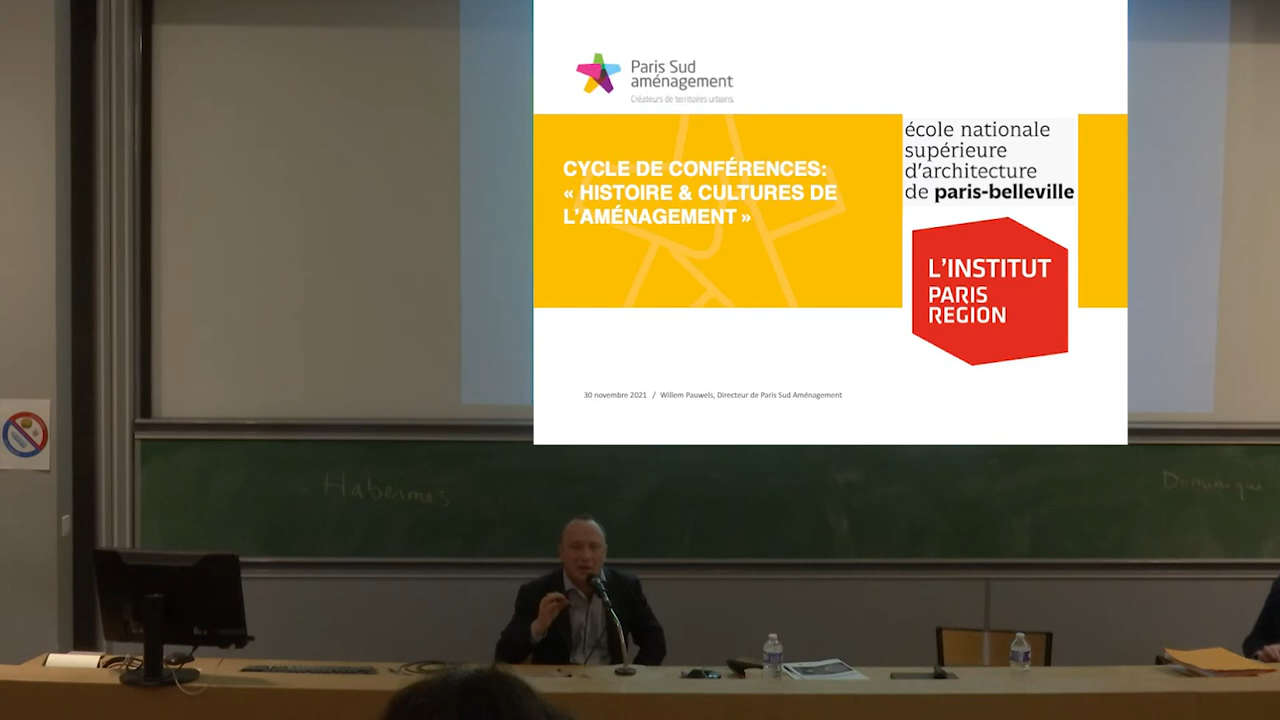 Paris Sud
aménagement
Créateurs de territoires urbains
CYCLE DE CONFÉRENCES:
« HISTOIRE & CULTURES DE
L'AMÉNAGEMENT »
école nationale
supérieure
d'architecture
de paris-belleville
L'INSTITUT
PARIS
REGION
30 novembre 2021 / Willem Pauwels, Directeur de Paris Sud Aménagement
Habermas
Dominique